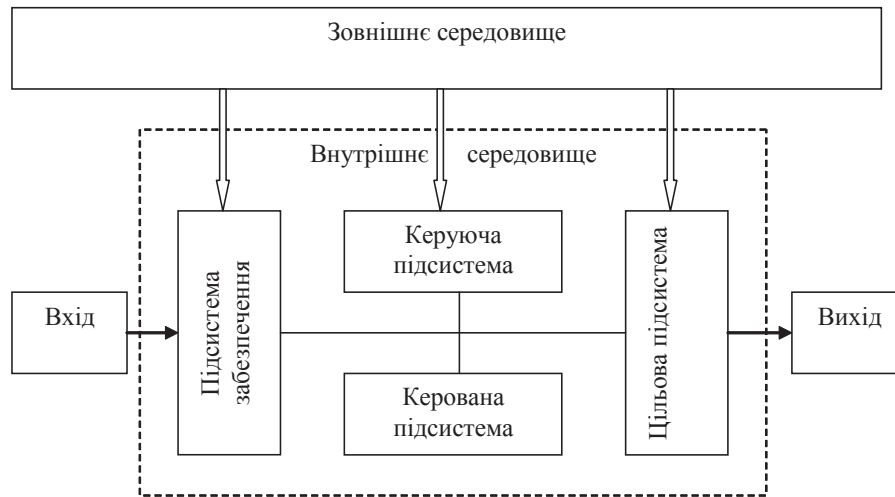 Зовнішнє середовище
Внутрішнє середовище
Підсистема
забезпечення
Керуюча
підсистема
Цільова підсистема
Вхід
Вихід
Керована
підсистема